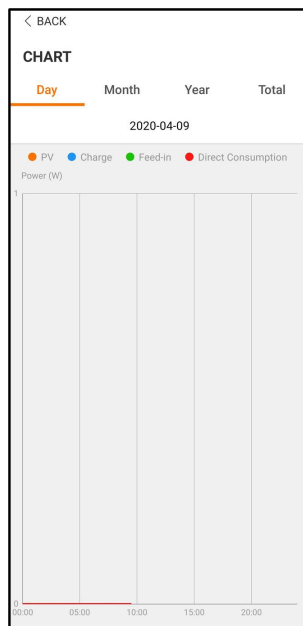 < BACK
CHART
Day Month Year Total
2020-04-09
PV Charge Feed-in Direct Consumption
Power (W)
1
0
00:00 05:00 10:00 15:00 20:00